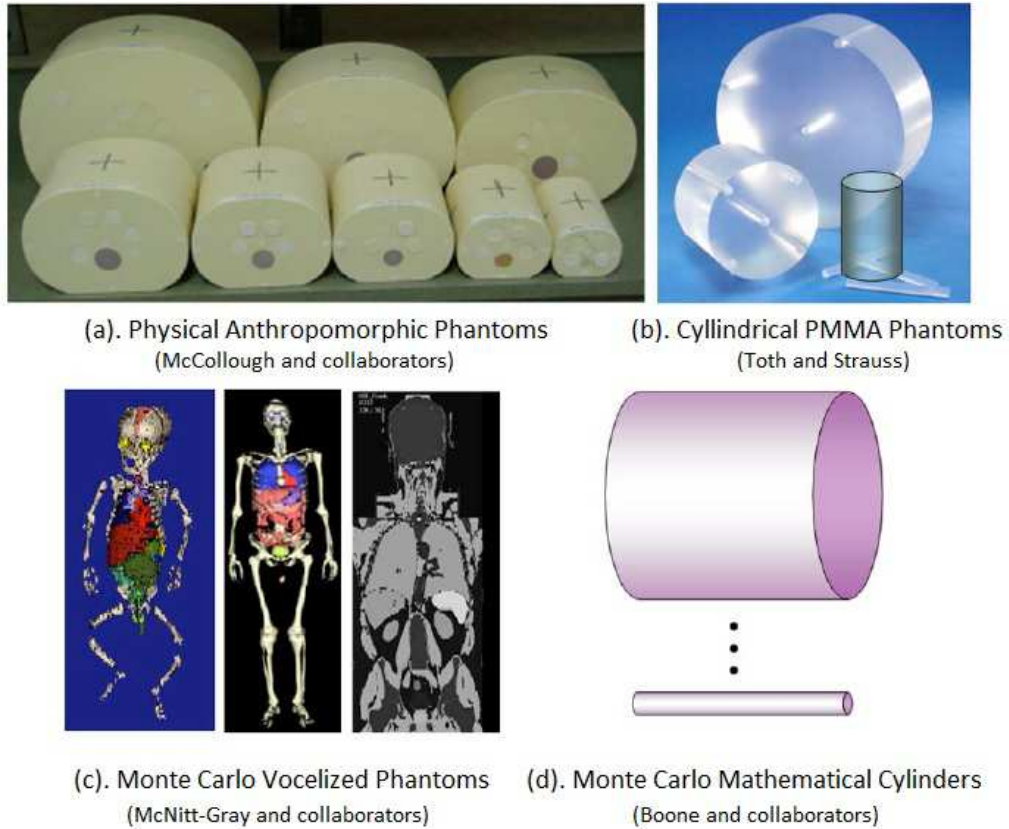 (a). Physical Anthropomorphic Phantoms
(McCollough and collaborators)
(b). Cyllindrical PMMA Phantoms
(Toth and Strauss)
(c). Monte Carlo Vocelized Phantoms
(McNitt-Gray and collaborators)
(d). Monte Carlo Mathematical Cylinders
(Boone and collaborators)